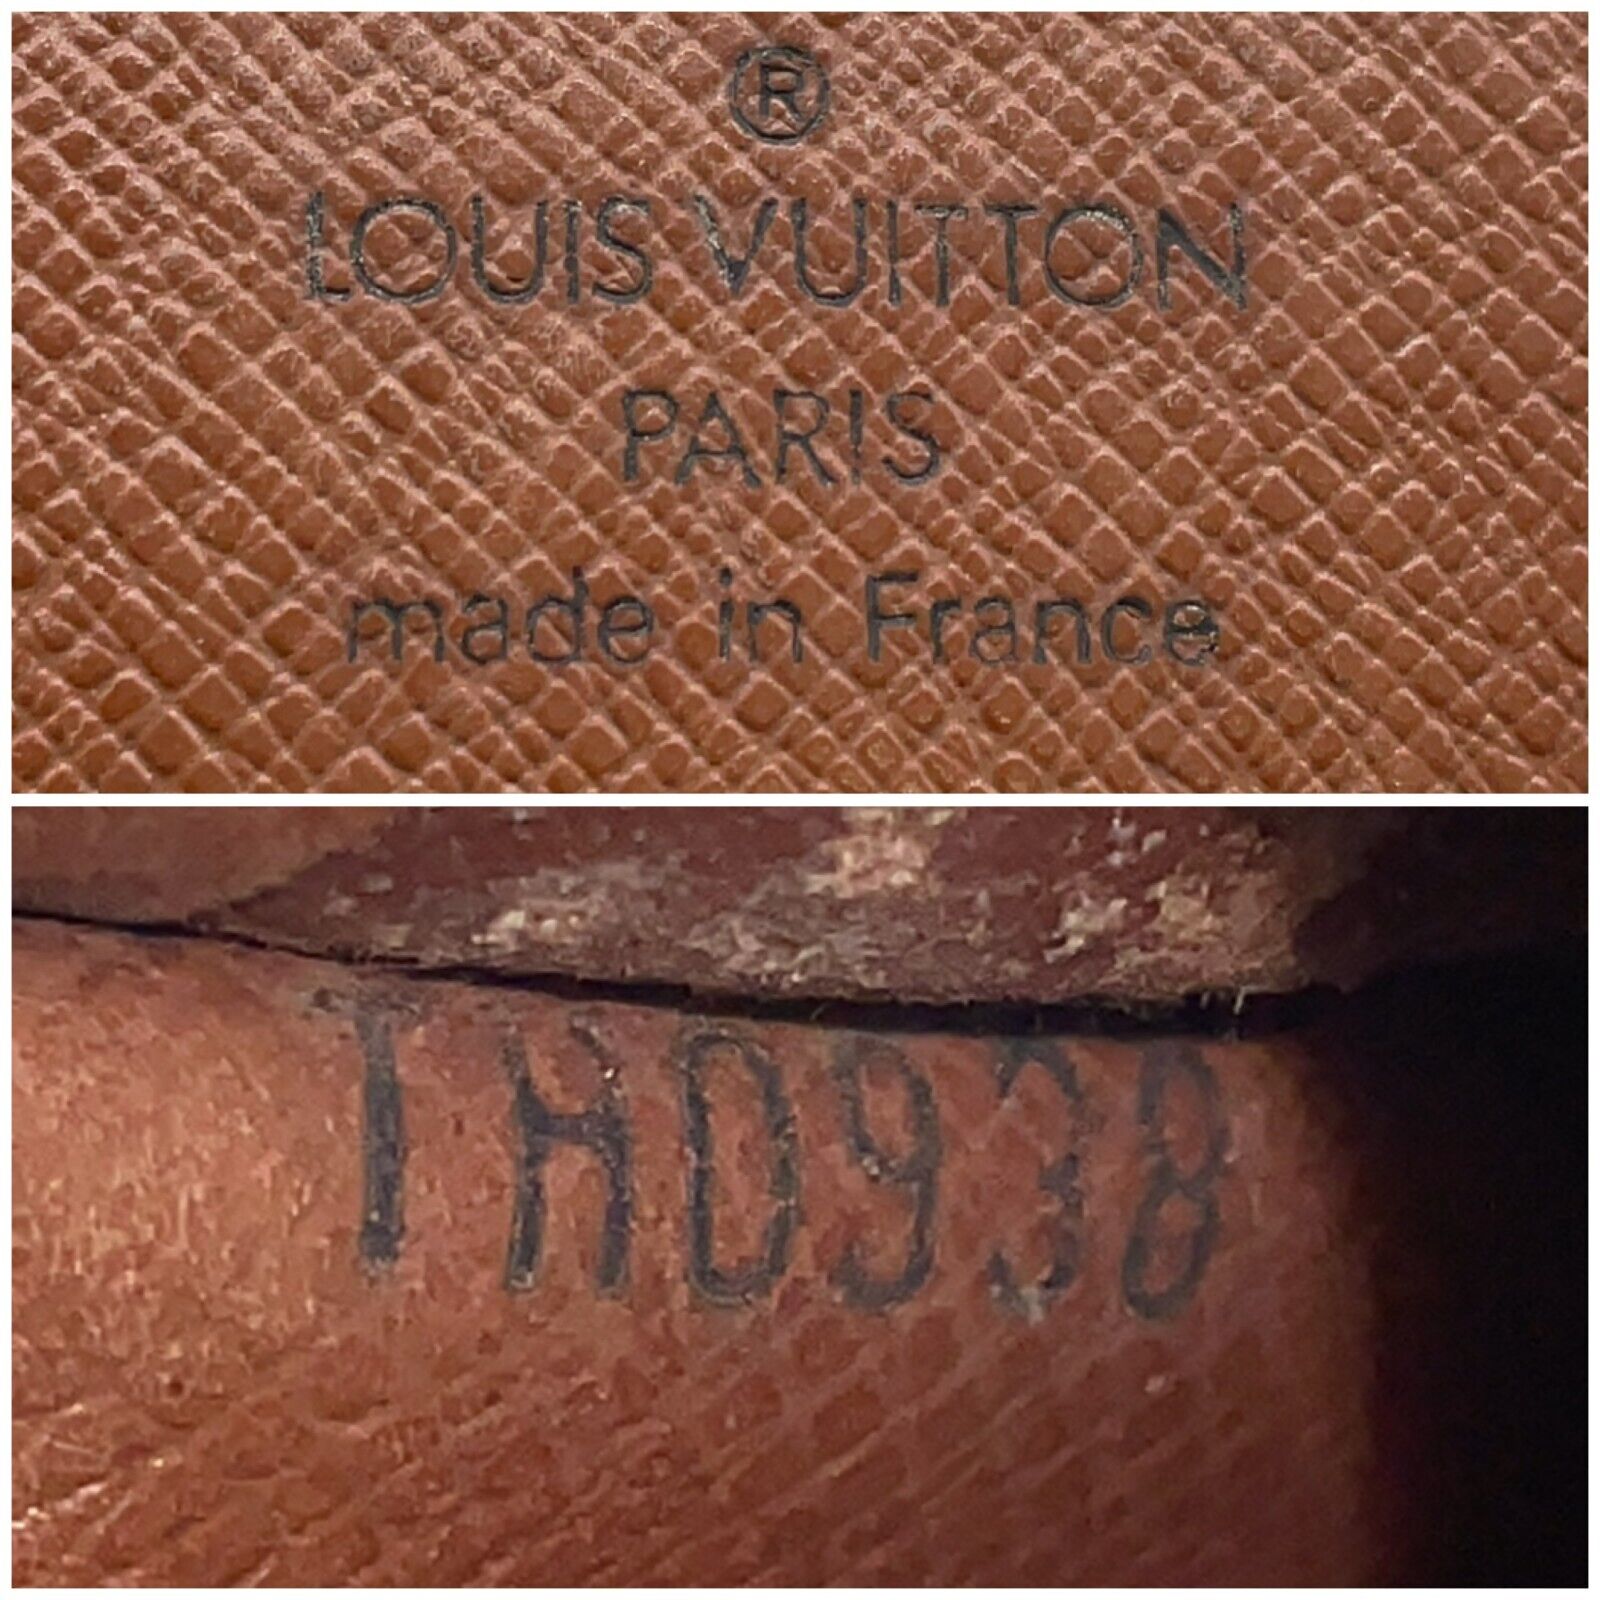 ®
LOUIS VUITTON
PARIS
made in France
TH0938